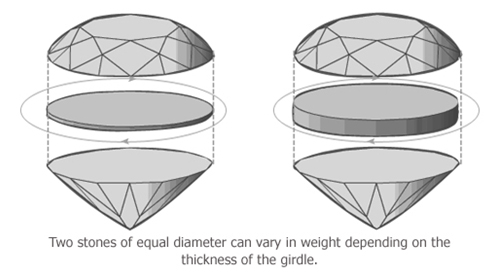 Two stones of equal diameter can vary in weight depending on the
thickness of the girdle.